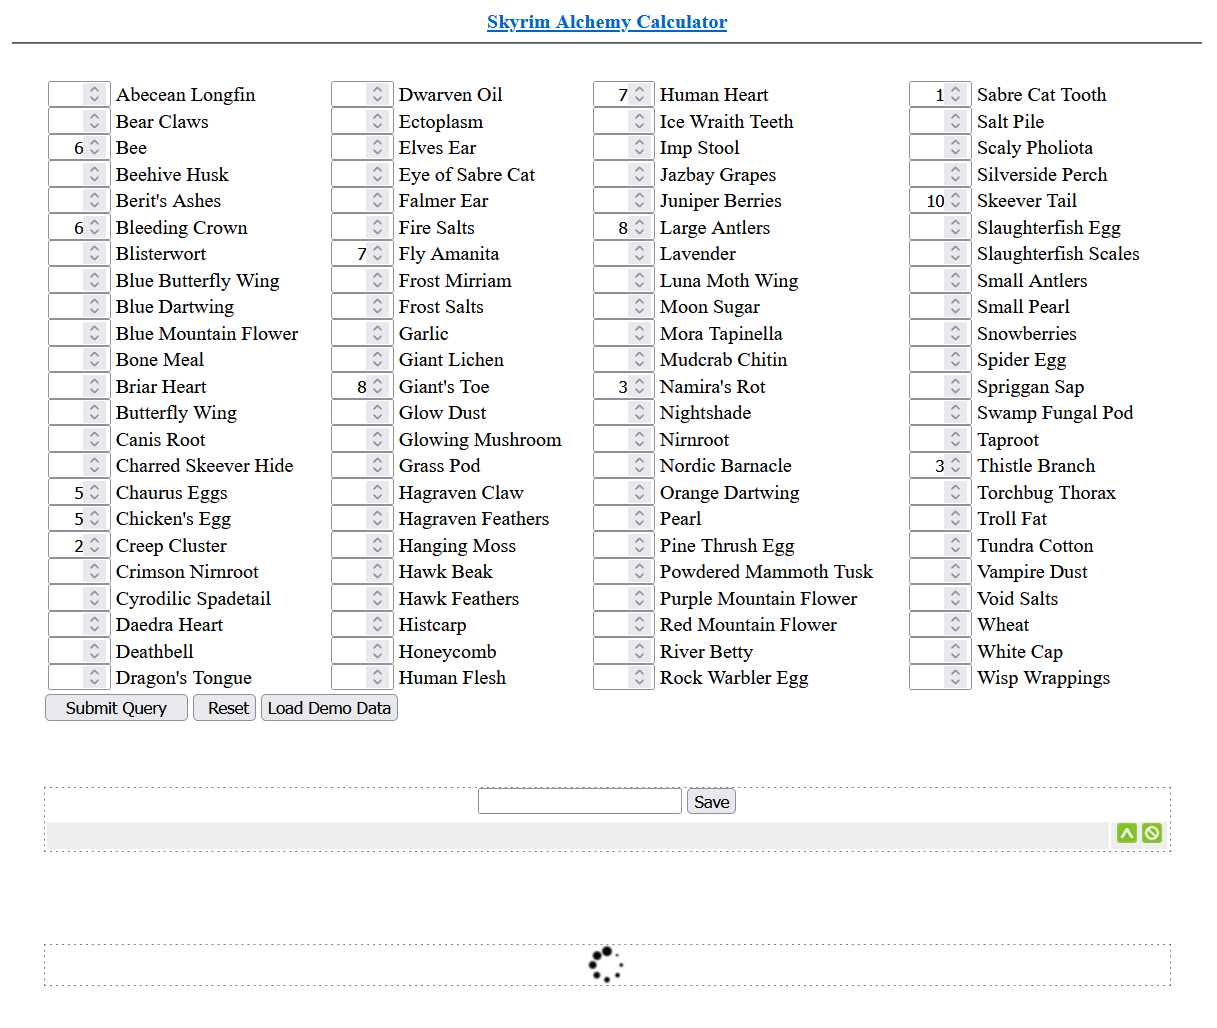 Skyrim Alchemy Calculator
Abecean Longfin Dwarven Oil 7 Human Heart 1 Sabre Cat Tooth
Bear Claws Ectoplasm Ice Wraith Teeth Salt Pile
6 Bee Elves Ear Imp Stool Scaly Pholiota
Beehive Husk Eye of Sabre Cat Jazbay Grapes Silverside Perch
Berit's Ashes Falmer Ear Juniper Berries 10 Skeever Tail
6 Bleeding Crown Fire Salts 8 Large Antlers Slaughterfish Egg
Blisterwort 7 Fly Amanita Lavender Slaughterfish Scales
Blue Butterfly Wing Frost Mirriam Luna Moth Wing Small Antlers
Blue Dartwing Frost Salts Moon Sugar Small Pearl
Blue Mountain Flower Garlic Mora Tapinella Snowberries
Bone Meal Giant Lichen Mudcrab Chitin Spider Egg
Briar Heart 8 Giant's Toe 3 Namira's Rot Spriggan Sap
Butterfly Wing Glow Dust Nightshade Swamp Fungal Pod
Canis Root Glowing Mushroom Nirnroot Taproot
Charred Skeever Hide Grass Pod Nordic Barnacle 3 Thistle Branch
5 Chaurus Eggs Hagraven Claw Orange Dartwing Torchbug Thorax
5 Chicken's Egg Hagraven Feathers Pearl Troll Fat
2 Creep Cluster Hanging Moss Pine Thrush Egg Tundra Cotton
Crimson Nirnroot Hawk Beak Powdered Mammoth Tusk Vampire Dust
Cyrodilic Spadetail Hawk Feathers Purple Mountain Flower Void Salts
Daedra Heart Histcarp Red Mountain Flower Wheat
Deathbell Honeycomb River Betty White Cap
Dragon's Tongue Human Flesh Rock Warbler Egg Wisp Wrappings
Submit Query Reset Load Demo Data
Save